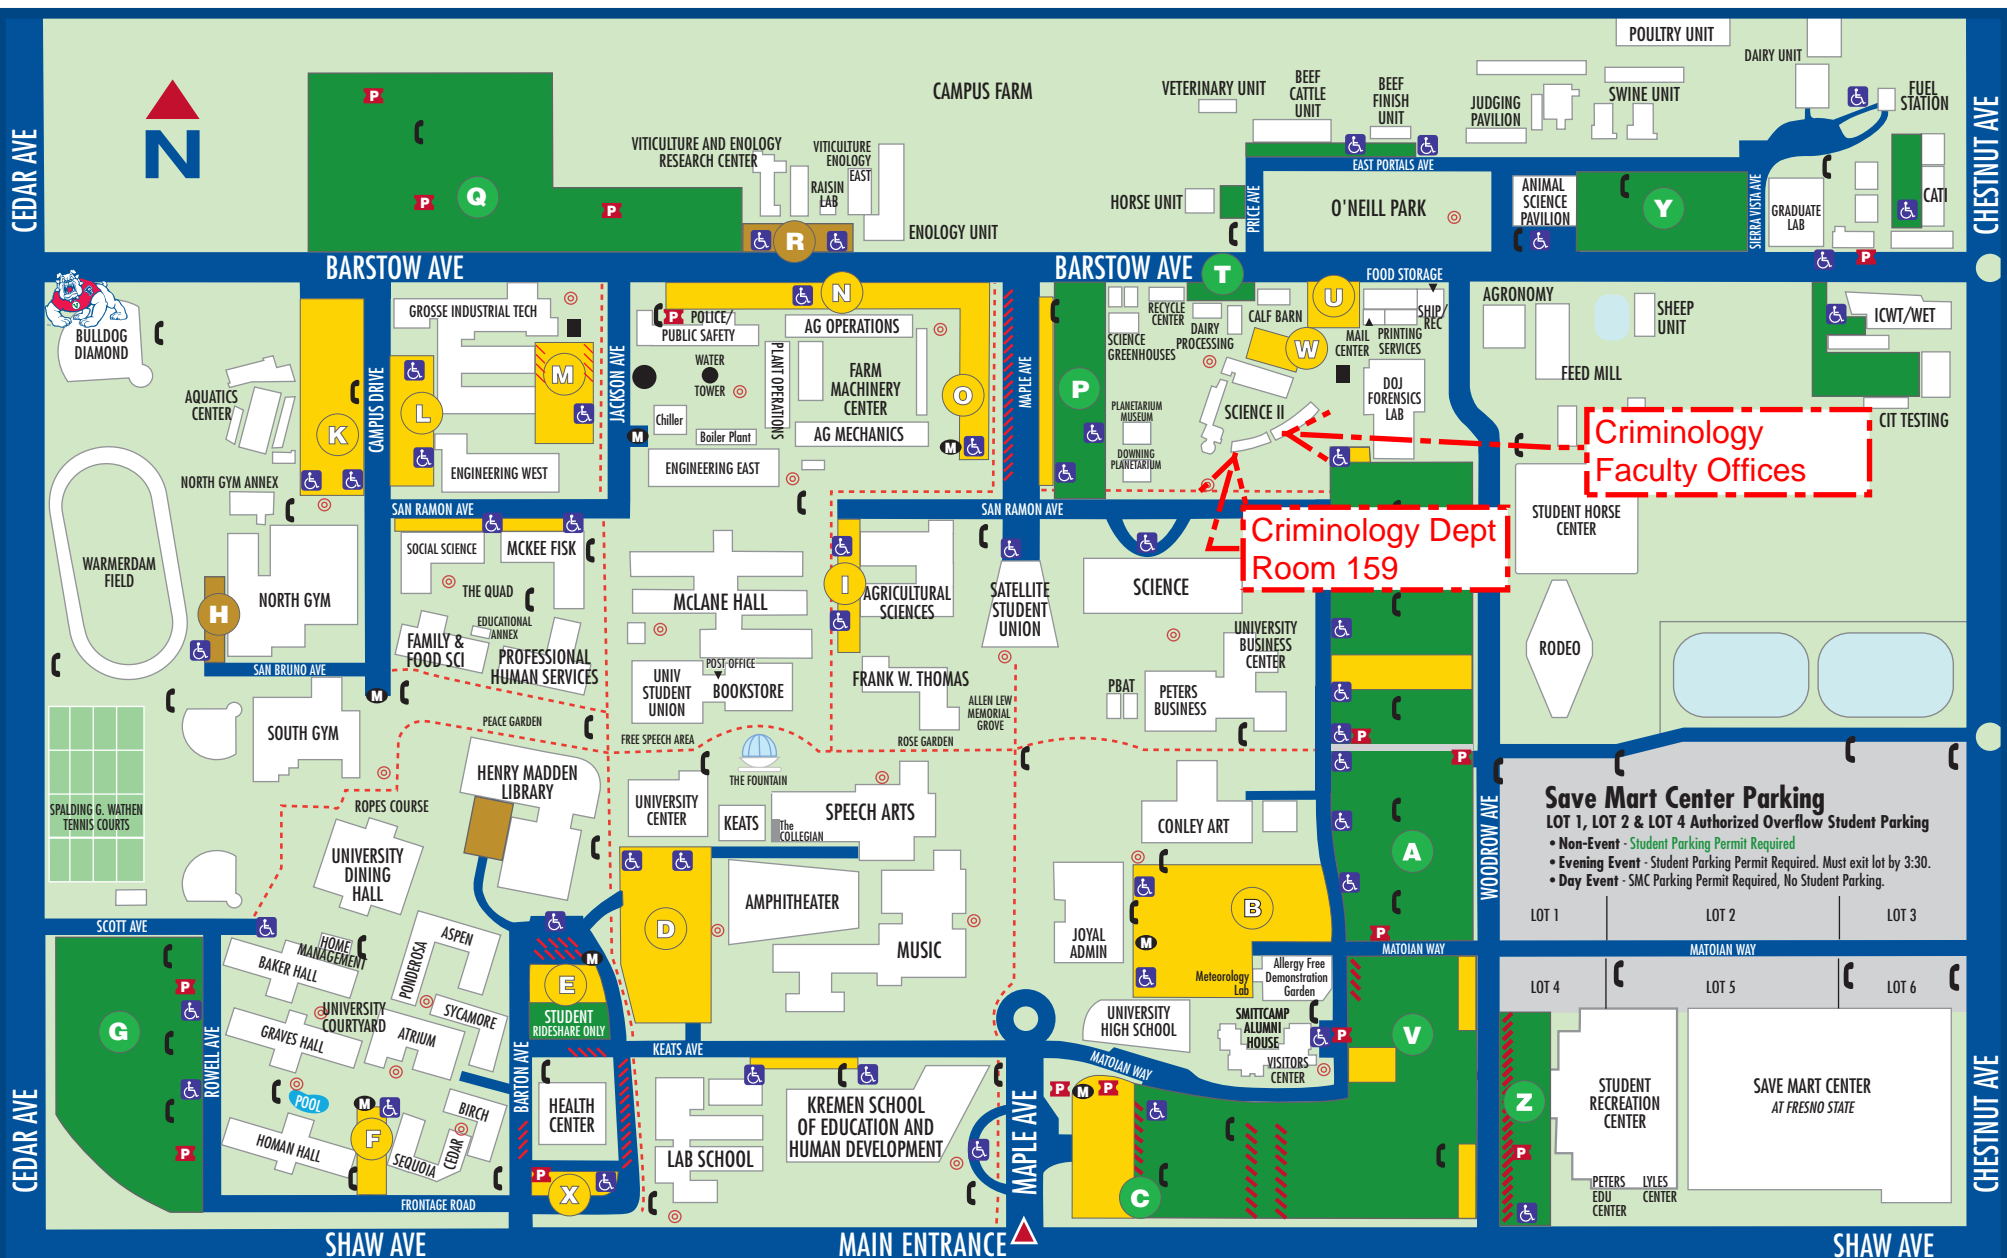 POULTRY UNIT
DAIRY UNIT
CAMPUS FARM
VETERINARY UNIT
BEEF
CATTLE
UNIT
BEEF
FINISH
UNIT
JUDGING
PAVILION
SWINE UNIT
FUEL
STATION
CEDAR AVE
N
P
P
P
Q
VITICULTURE AND ENOLOGY
RESEARCH CENTER
VITICULTURE
ENOLOGY
EAST
RAISIN
LAB
R
ENOLOGY UNIT
HORSE UNIT
PRICE AVE
EAST PORTALS AVE
O'NEILL PARK
ANIMAL
SCIENCE
PAVILION
Y
SIERRA VISTA AVE
GRADUATE
LAB
CATI
P
CHESTNUT AVE
BARSTOW AVE
BARSTOW AVE
T
FOOD STORAGE
BULLDOG
DIAMOND
GROSSE INDUSTRIAL TECH
P
POLICE/
PUBLIC SAFETY
N
AG OPERATIONS
RECYCLE
CENTER
DAIRY
PROCESSING
CALF BARN
U
SHIP/
REC
MAIL
CENTER
PRINTING
SERVICES
AGRONOMY
SHEEP
UNIT
ICWT/WET
SCIENCE
GREENHOUSES
W
FEED MILL
AQUATICS
CENTER
K
CAMPUS DRIVE
L
M
JACKSON AVE
WATER
TOWER
PLANT OPERATIONS
FARM
MACHINERY
CENTER
O
MAPLE AVE
P
PLANETARIUM
MUSEUM
DOWNING
PLANETARIUM
SCIENCE II
DOJ
FORENSICS
LAB
CIT TESTING
Criminology
Faculty Offices
Chiller
Boiler Plant
M
AG MECHANICS
M
ENGINEERING WEST
ENGINEERING EAST
NORTH GYM ANNEX
SAN RAMON AVE
SAN RAMON AVE
Criminology Dept
Room 159
STUDENT HORSE
CENTER
WARMERDAM
FIELD
H
NORTH GYM
SOCIAL SCIENCE
MCKEE FISK
THE QUAD
EDUCATIONAL
ANNEX
FAMILY &
FOOD SCI
PROFESSIONAL
HUMAN SERVICES
McLANE HALL
I
AGRICULTURAL
SCIENCES
SATELLITE
STUDENT
UNION
SCIENCE
UNIVERSITY
BUSINESS
CENTER
RODEO
SAN BRUNO AVE
M
UNIV
STUDENT
UNION
POST OFFICE
BOOKSTORE
FRANK W. THOMAS
ALLEN LEW
MEMORIAL
GROVE
PBAT
PETERS
BUSINESS
SOUTH GYM
PEACE GARDEN
FREE SPEECH AREA
ROSE GARDEN
THE FOUNTAIN
P
P
HENRY MADDEN
LIBRARY
UNIVERSITY
CENTER
KEATS
The
COLLEGIAN
SPEECH ARTS
CONLEY ART
A
WOODROW AVE
SPALDING G. WATHEN
TENNIS COURTS
ROPES COURSE
UNIVERSITY
DINING
HALL
Save Mart Center Parking
LOT 1, LOT 2 & LOT 4 Authorized Overflow Student Parking
• Non-Event - Student Parking Permit Required
• Evening Event - Student Parking Permit Required. Must exit lot by 3:30.
• Day Event - SMC Parking Permit Required, No Student Parking.
LOT 1
LOT 2
LOT 3
AMPHITHEATER
D
MUSIC
JOYAL
ADMIN
B
M
P
MATOIAN WAY
MATOIAN WAY
SCOTT AVE
HOME
MANAGEMENT
BAKER HALL
PONDEROSA
ASPEN
M
E
STUDENT
RIDESHARE ONLY
Meteorology
Lab
Allergy Free
Demonstration
Garden
LOT 4
LOT 5
LOT 6
G
P
ROWELL AVE
UNIVERSITY
COURTYARD
SYCAMORE
GRAVES HALL
ATRIUM
UNIVERSITY
HIGH SCHOOL
SMITTCAMP
ALUMNI
HOUSE
VISITORS
CENTER
P
V
KEATS AVE
MATOIAN WAY
BARTON AVE
POOL
M
F
BIRCH
HEALTH
CENTER
KREMEN SCHOOL
OF EDUCATION AND
HUMAN DEVELOPMENT
P
M
P
Z
STUDENT
RECREATION
CENTER
SAVE MART CENTER
AT FRESNO STATE
P
CEDAR AVE
P
HOMAN HALL
SEQUOIA
CEDAR
LAB SCHOOL
MAPLE AVE
C
P
X
PETERS
EDU
CENTER
LYLES
CENTER
CHESTNUT AVE
FRONTAGE ROAD
SHAW AVE
MAIN ENTRANCE
SHAW AVE